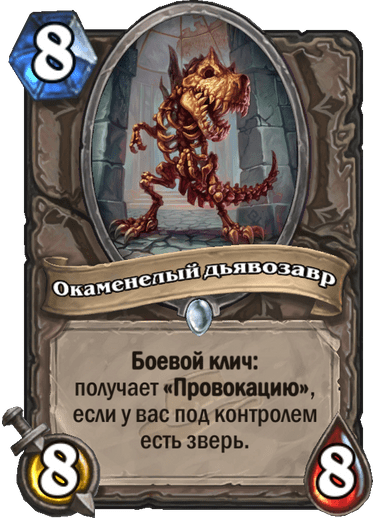 8
Окаменелый дьявозавр
Боевой клич:
получает «Провокацию»,
если у вас под контролем
есть зверь.
8
8